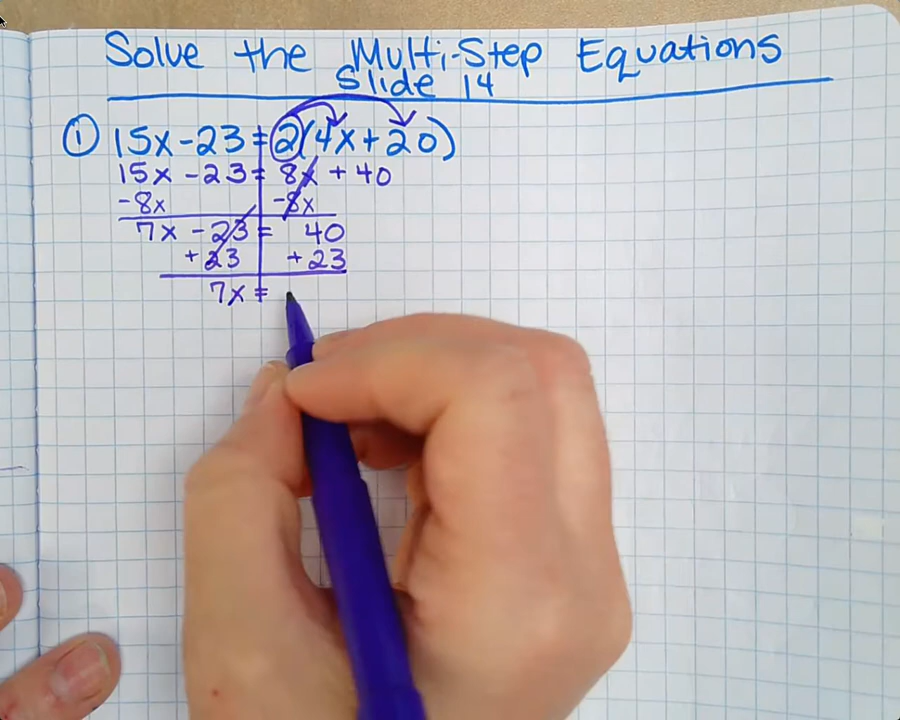 Solve the Multi-Step Equations
Slide 14
① 15x - 23 = 2(4x + 20)
15x - 23 = 8x + 40
-8x -8x
7x - 23 = 40
+ 23 + 23
7x =